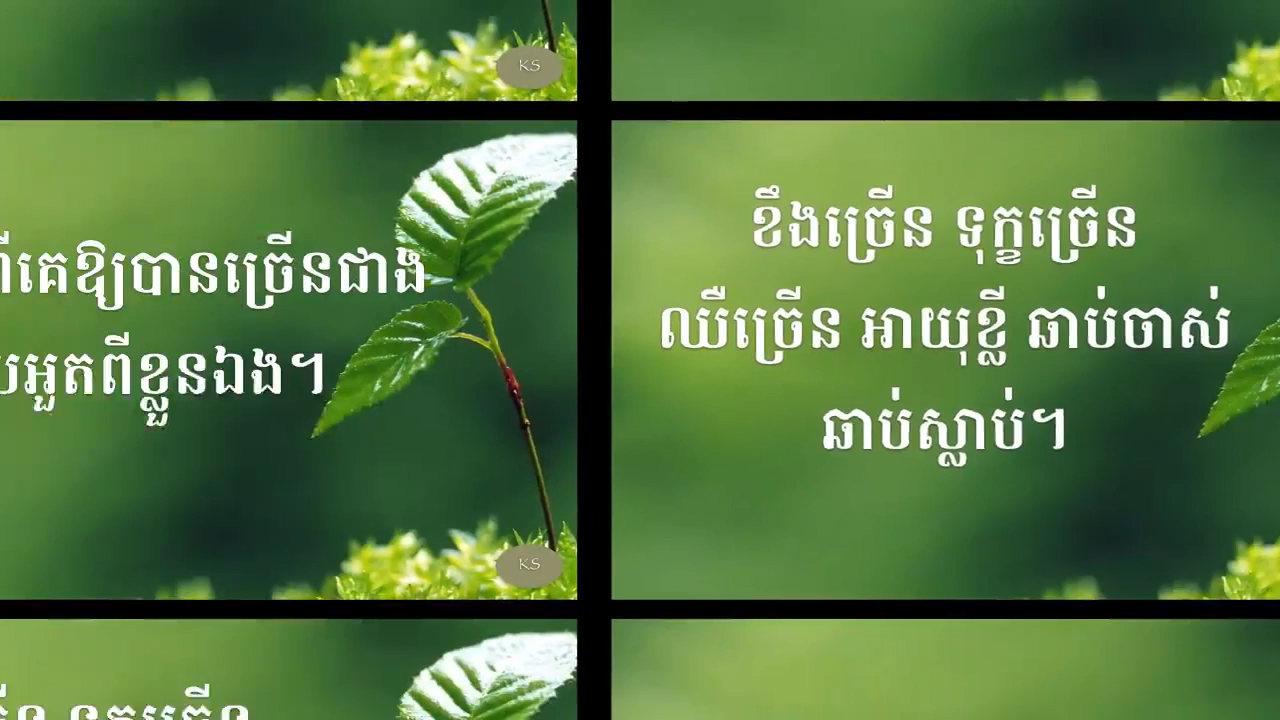 KS
គេឱ្យបានច្រើនជាង
អួតពីខ្លួនឯង។
KS
ខឹងច្រើន ទុក្ខច្រើន
ឈឺច្រើន អាយុខ្លី ឆាប់ចាស់
ឆាប់ស្លាប់។